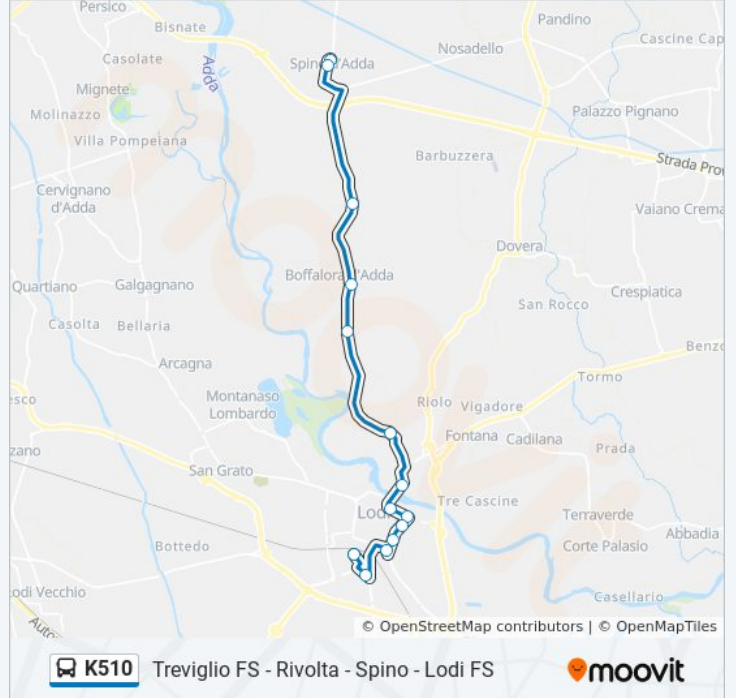 Persico
Bisnate
Pandino
Cascine Cap
Nosadello
Casolate
Spino d'Adda
Adda
Mignete
Molinazzo
Palazzo Pignano
Villa Pompeiana
Barbuzzera
Strada Prov
Cervignano
d'Adda
Vaiano Crema
Dovera
Boffalora d'Adda
Quartiano
Galgagnano
Crespiatica
San Rocco
Casolta
Bellaria
Benzo
Arcagna
Tormo
Montanaso
Lombardo
esco
Riolo
Vigadore
Fontana
Cadilana
Prada
zano
San Grato
Tre Cascine
Lodi
Terraverde
Abbadia
Bottedo
Corte Palasio
odi Vecchio
Casellario
Auto
© OpenStreetMap contributors | © OpenMapTiles
K510 Treviglio FS - Rivolta - Spino - Lodi FS
moovit